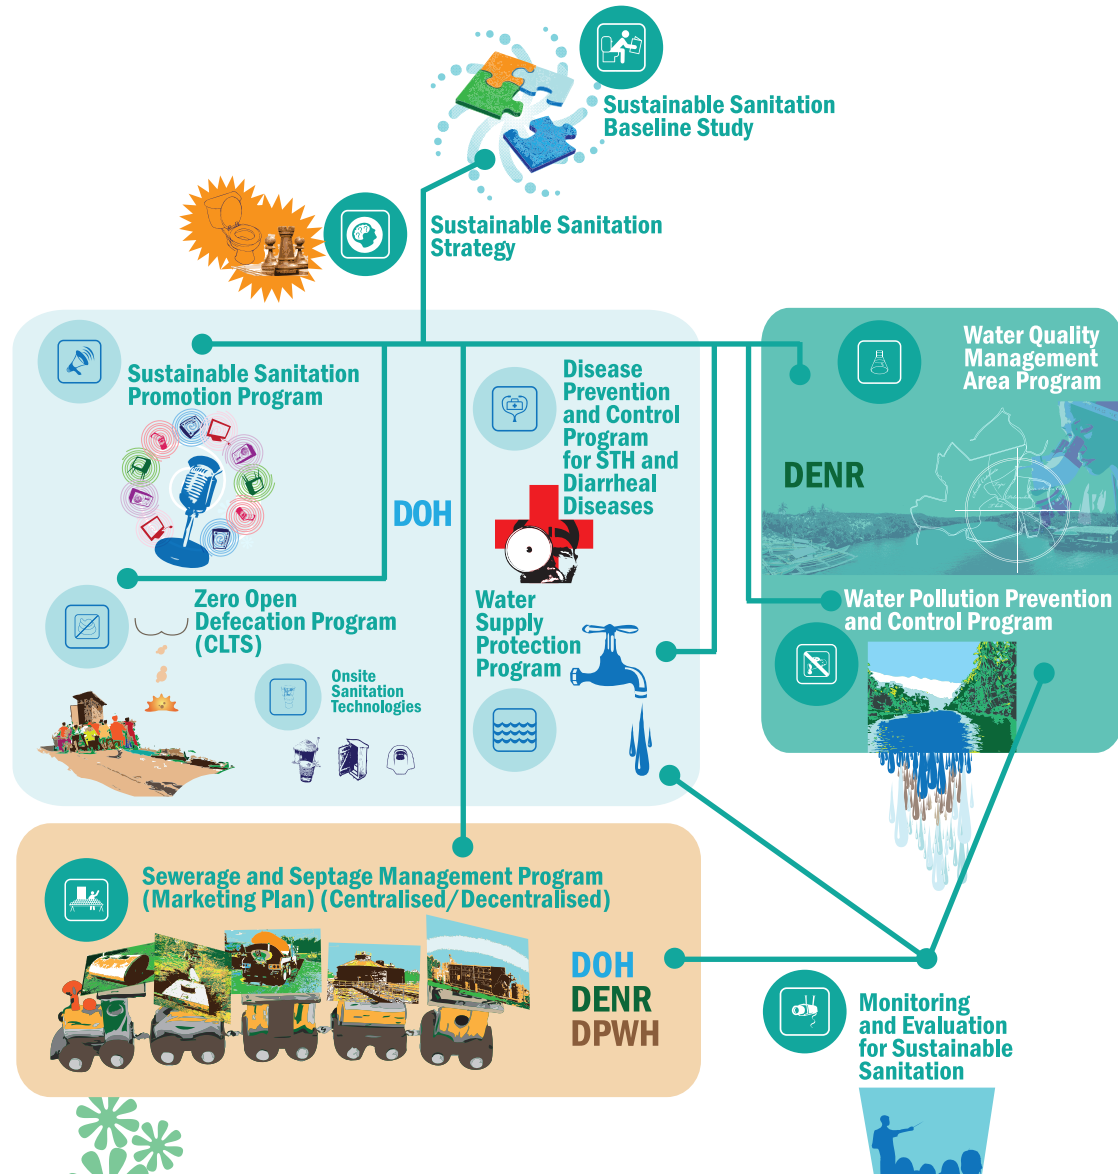 Sustainable Sanitation
Baseline Study
Sustainable Sanitation
Strategy
Sustainable Sanitation
Promotion Program
DOH
Disease
Prevention
and Control
Program
for STH and
Diarrheal
Diseases
Zero Open
Defecation Program
(CLTS)
Onsite
Sanitation
Technologies
Water
Supply
Protection
Program
Water Quality
Management
Area Program
DENR
Water Pollution Prevention
and Control Program
Sewerage and Septage Management Program
(Marketing Plan) (Centralised/Decentralised)
DOH
DENR
DPWH
Monitoring
and Evaluation
for Sustainable
Sanitation